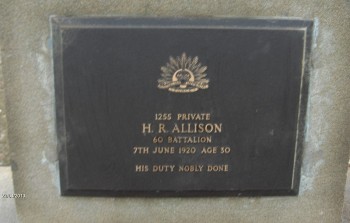 1255 PRIVATE
H. R. ALLISON
60 BATTALION
7TH JUNE 1920 AGE 50
HIS DUTY NOBLY DONE